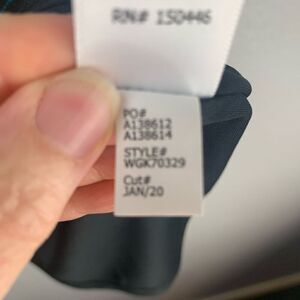 RN# 150446
PO#
A138612
A138614
STYLE#
WGK70329
Cut#
JAN/20